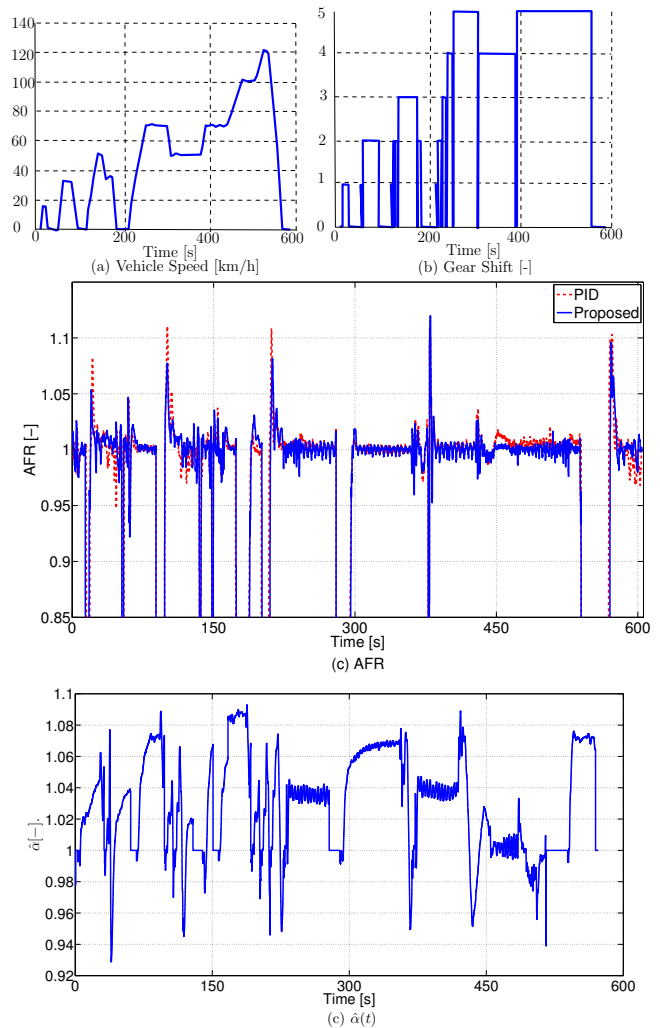 140
120
100
80
60
40
20
0
0 200 400 600
Time [s]
(a) Vehicle Speed [km/h]
5
4
3
2
1
0
0 200 400 600
Time [s]
(b) Gear Shift [-]
PID
Proposed
1.1
1.05
1
0.95
0.9
0.85
AFR [-]
0 150 300 450 600
Time [s]
(c) AFR
1.1
1.08
1.06
1.04
1.02
1
0.98
0.96
0.94
0.92
α̂[−].
0 150 300 450 600
Time [s]
(c) α̂(t)